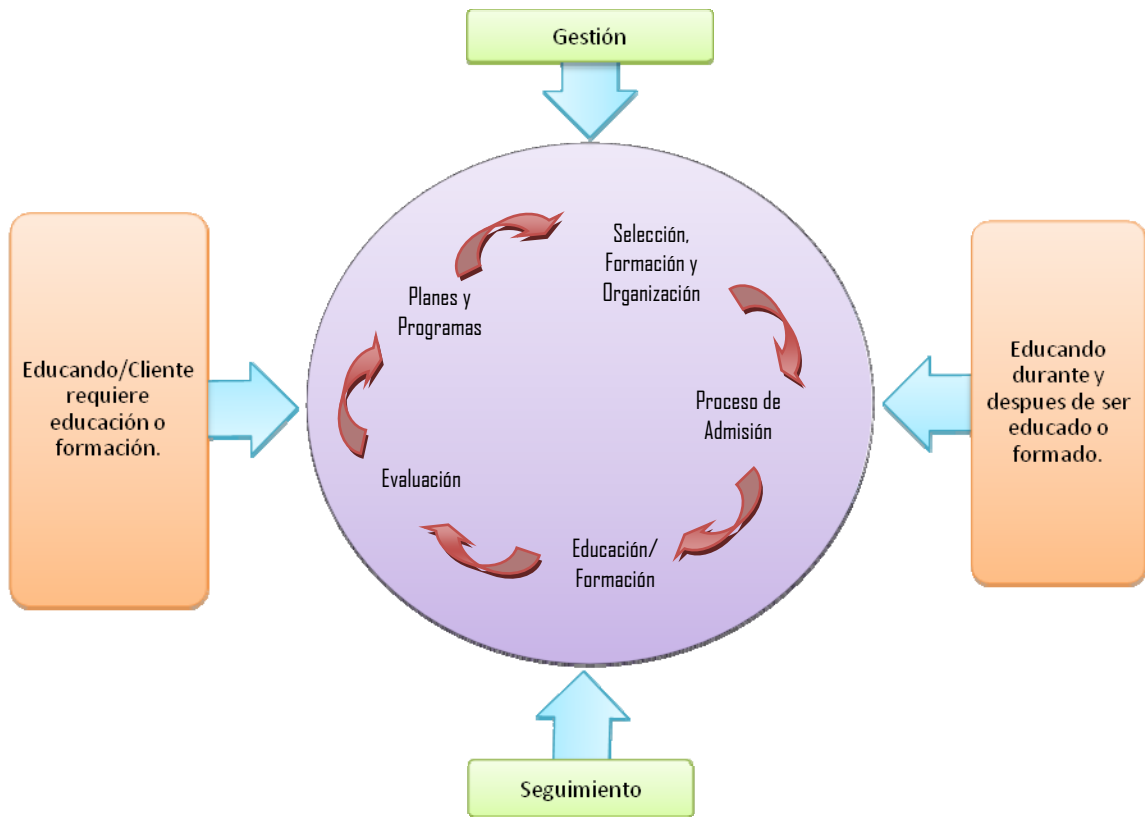 Gestión
Selección,
Formación y
Organización
Planes y
Programas
Educando/Cliente
requiere
educación o
formación.
Educando
durante y
despues de ser
educado o
formado.
Proceso de
Admisión
Evaluación
Educación/
Formación
Seguimiento